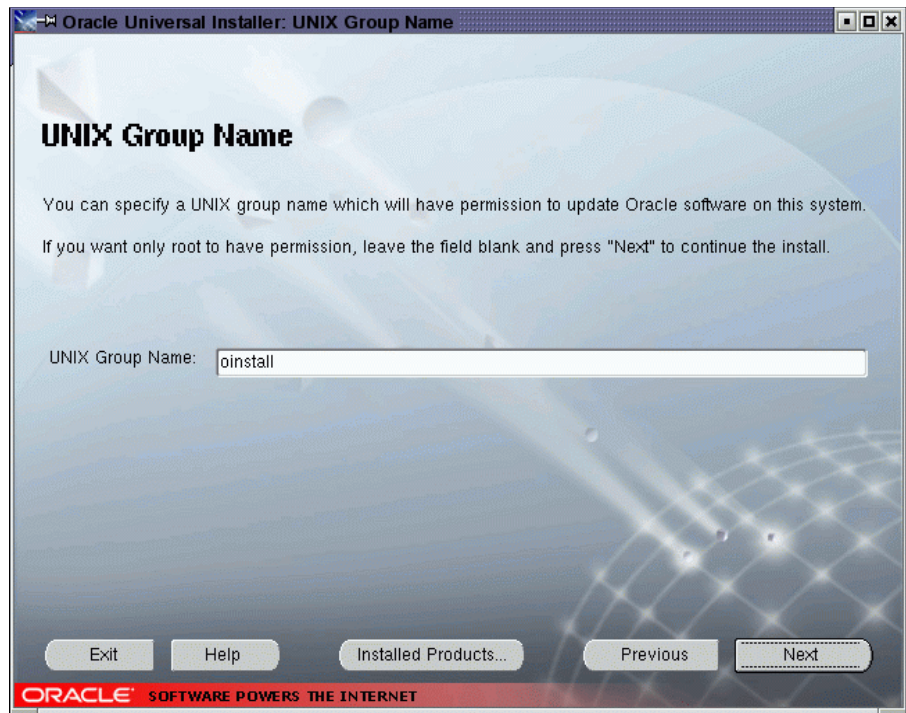 Oracle Universal Installer: UNIX Group Name
UNIX Group Name
You can specify a UNIX group name which will have permission to update Oracle software on this system.
If you want only root to have permission, leave the field blank and press "Next" to continue the install.
UNIX Group Name: oinstall
Exit Help Installed Products... Previous Next
ORACLE SOFTWARE POWERS THE INTERNET